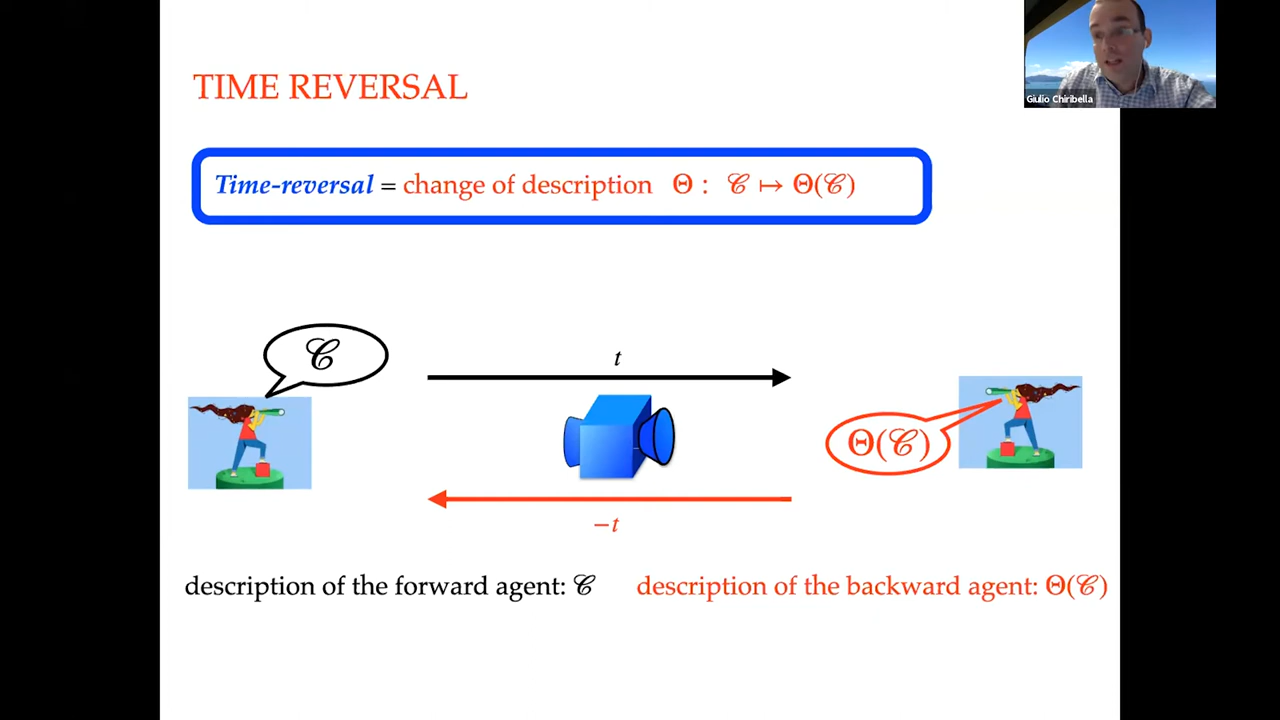 Giulio Chiribella
TIME REVERSAL
Time-reversal = change of description Θ : 𝒞 ↦ Θ(𝒞)
𝒞
t
Θ(𝒞)
−t
description of the forward agent: 𝒞
description of the backward agent: Θ(𝒞)